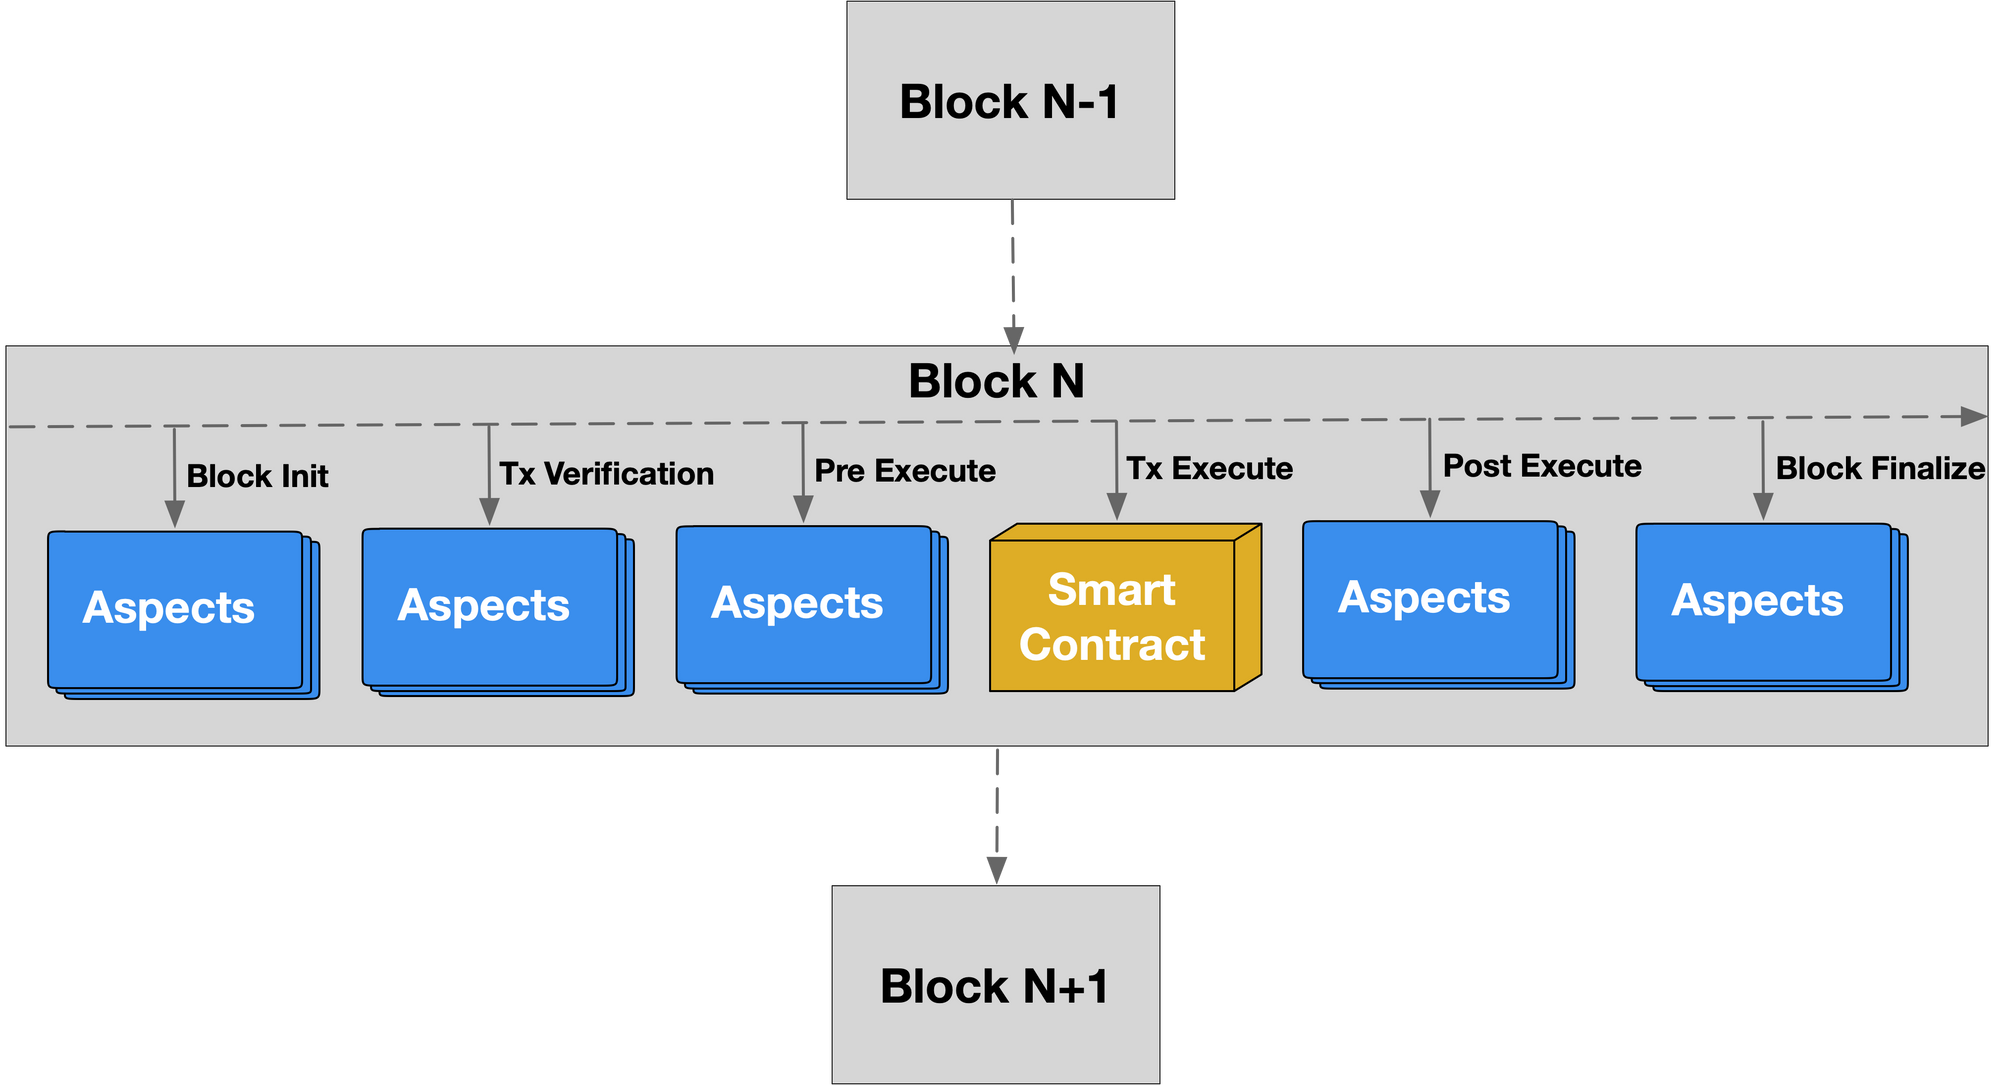 Block N-1
Block N
Block Init
Tx Verification
Pre Execute
Tx Execute
Post Execute
Block Finalize
Aspects
Aspects
Aspects
Smart
Contract
Aspects
Aspects
Block N+1